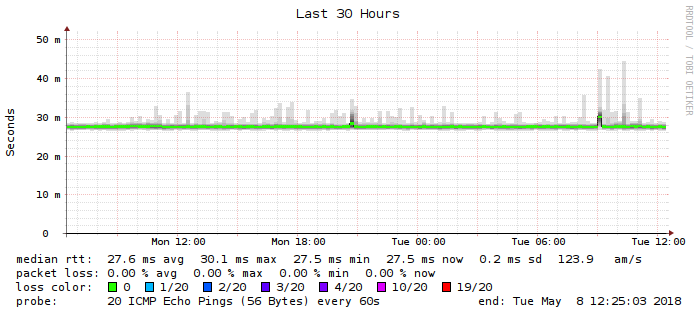 Last 30 Hours
RRDTOOL / TOBI OETIKER
Seconds
50 m
40 m
30 m
20 m
10 m
0
Mon 12:00 Mon 18:00 Tue 00:00 Tue 06:00 Tue 12:00
median rtt: 27.6 ms avg 30.1 ms max 27.5 ms min 27.5 ms now 0.2 ms sd 123.9 am/s
packet loss: 0.00 % avg 0.00 % max 0.00 % min 0.00 % now
loss color: 0 1/20 2/20 3/20 4/20 10/20 19/20
probe: 20 ICMP Echo Pings (56 Bytes) every 60s end: Tue May 8 12:25:03 2018